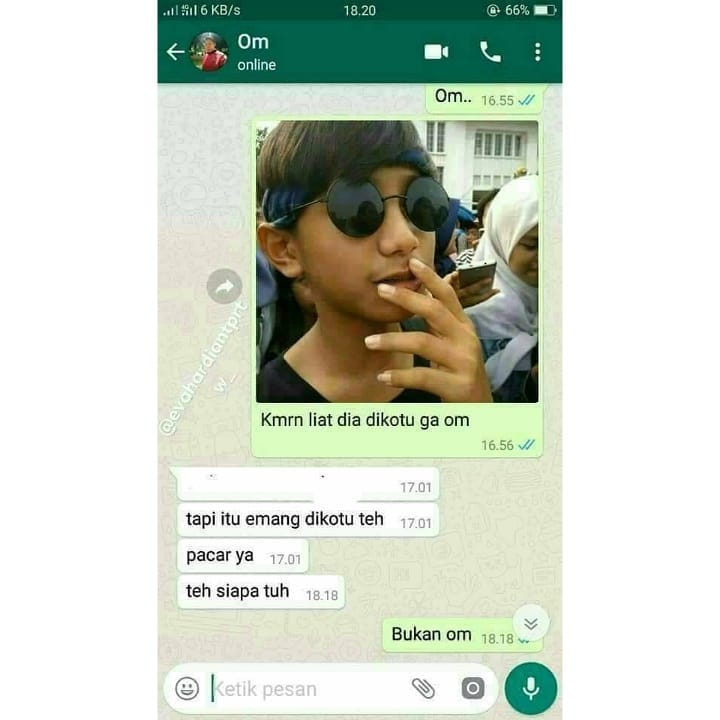 6 KB/s 18.20 66%
Om
online
Om.. 16.55
@evahardiantprt
w_
Kmrn liat dia dikotu ga om
16.56
17.01
tapi itu emang dikotu teh 17.01
pacar ya 17.01
teh siapa tuh 18.18
Bukan om 18.18
Ketik pesan